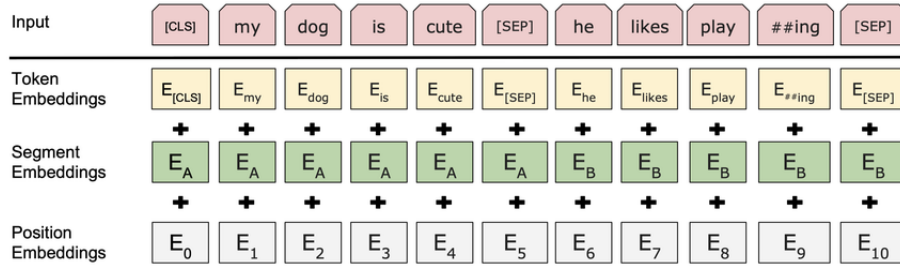 Input [CLS] my dog is cute [SEP] he likes play ##ing [SEP]
Token Embeddings E[CLS] Emy Edog Eis Ecute E[SEP] Ehe Elikes Eplay E##ing E[SEP]
+ + + + + + + + + + +
Segment Embeddings EA EA EA EA EA EA EB EB EB EB EB
+ + + + + + + + + + +
Position Embeddings E0 E1 E2 E3 E4 E5 E6 E7 E8 E9 E10